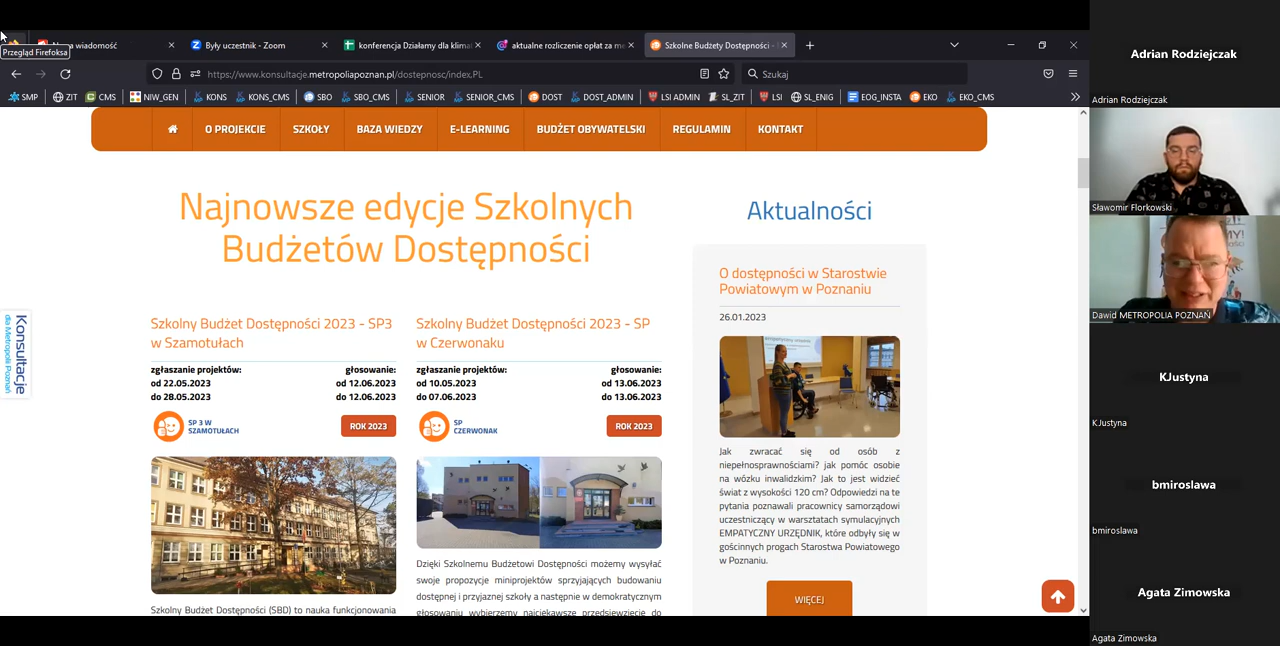 Nowa wiadomość
Przegląd Firefoksa
Były uczestnik - Zoom
konferencja Działamy dla klimat
aktualne rozliczenie opłat za me
Szkolne Budżety Dostępności -
https://www.konsultacje.metropoliapoznan.pl/dostepnosc/index.PL
Szukaj
SMP
ZIT
CMS
NIW_GEN
KONS
KONS_CMS
SBO
SBO_CMS
SENIOR
SENIOR_CMS
DOST
DOST_ADMIN
LSI ADMIN
SL_ZIT
LSI
SL_ENIG
EOG_INSTA
EKO
EKO_CMS
O PROJEKCIE
SZKOŁY
BAZA WIEDZY
E-LEARNING
BUDŻET OBYWATELSKI
REGULAMIN
KONTAKT
Najnowsze edycje Szkolnych
Budżetów Dostępności
Szkolny Budżet Dostępności 2023 - SP3
w Szamotułach
zgłaszanie projektów:
głosowanie:
od 22.05.2023
od 12.06.2023
do 28.05.2023
do 12.06.2023
SP 3 W
SZAMOTUŁACH
ROK 2023
Szkolny Budżet Dostępności (SBD) to nauka funkcjonowania
Szkolny Budżet Dostępności 2023 - SP
w Czerwonaku
zgłaszanie projektów:
głosowanie:
od 10.05.2023
od 13.06.2023
do 07.06.2023
do 13.06.2023
SP
CZERWONAK
ROK 2023
Dzięki Szkolnemu Budżetowi Dostępności możemy wysyłać
swoje propozycje miniprojektów sprzyjających budowaniu
dostępnej i przyjaznej szkoły a następnie w demokratycznym
głosowaniu wybierzemy najciekawsze przedsięwzięcie do
Aktualności
O dostępności w Starostwie
Powiatowym w Poznaniu
26.01.2023
Jak zwracać się od osób z
niepełnosprawnościami? jak pomóc osobie
na wózku inwalidzkim? Jak to jest widzieć
świat z wysokości 120 cm? Odpowiedzi na te
pytania poznawali pracownicy samorządowi
uczestniczący w warsztatach symulacyjnych
EMPATYCZNY URZĘDNIK, które odbyły się w
gościnnych progach Starostwa Powiatowego
w Poznaniu.
WIĘCEJ
Konsultacje
dla Metropolii Poznań
Adrian Rodziejczak
Adrian Rodziejczak
Sławomir Florkowski
Dawid METROPOLIA POZNAŃ
KJustyna
KJustyna
bmiroslawa
bmiroslawa
Agata Zimowska
Agata Zimowska